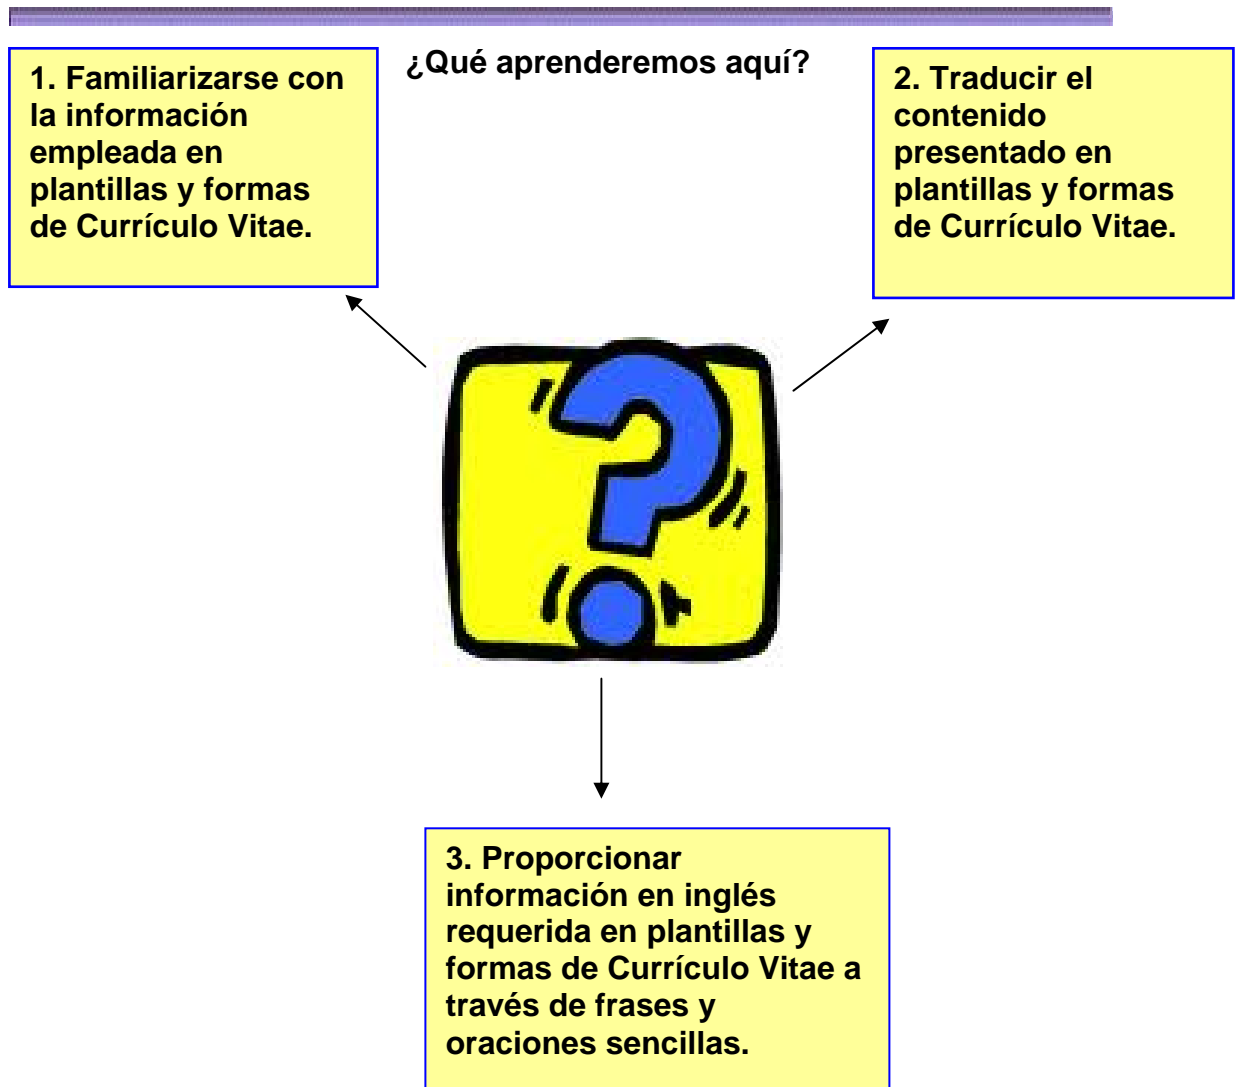 ¿Qué aprenderemos aquí?
1. Familiarizarse con
la información
empleada en
plantillas y formas
de Currículo Vitae.
2. Traducir el
contenido
presentado en
plantillas y formas
de Currículo Vitae.
?
3. Proporcionar
información en inglés
requerida en plantillas y
formas de Currículo Vitae a
través de frases y
oraciones sencillas.